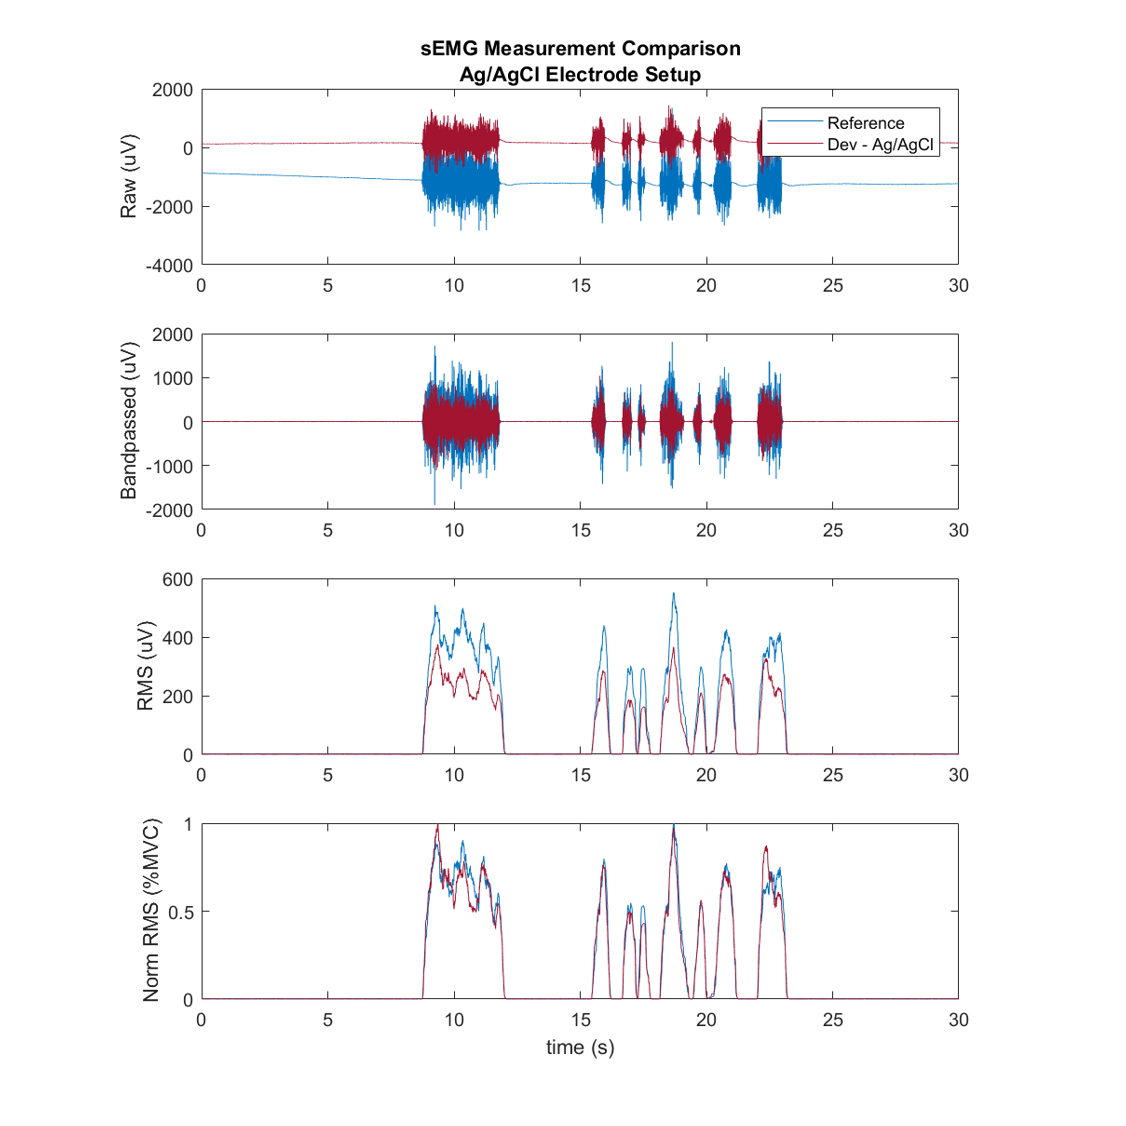 sEMG Measurement Comparison
Ag/AgCl Electrode Setup
2000
0
-2000
-4000
Raw (uV)
0 5 10 15 20 25 30
Reference
Dev - Ag/AgCl
2000
1000
0
-1000
-2000
Bandpassed (uV)
0 5 10 15 20 25 30
600
400
200
0
RMS (uV)
0 5 10 15 20 25 30
1
0.5
0
Norm RMS (%MVC)
0 5 10 15 20 25 30
time (s)